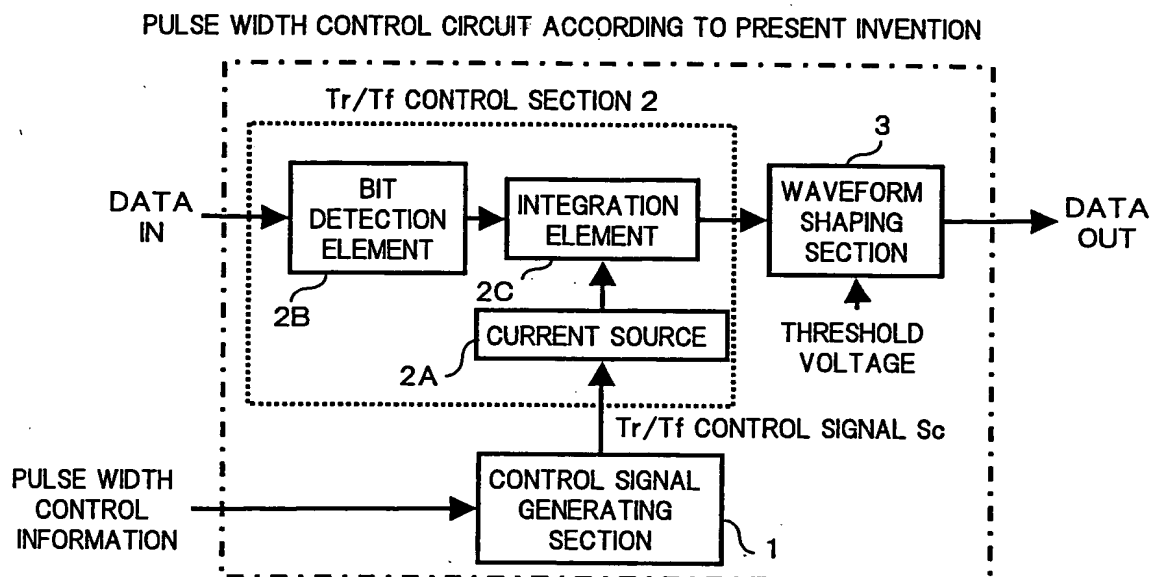 PULSE WIDTH CONTROL CIRCUIT ACCORDING TO PRESENT INVENTION
Tr/Tf CONTROL SECTION 2
3
DATA
IN
BIT
DETECTION
ELEMENT
2B
INTEGRATION
ELEMENT
2C
WAVEFORM
SHAPING
SECTION
DATA
OUT
CURRENT SOURCE
2A
THRESHOLD
VOLTAGE
Tr/Tf CONTROL SIGNAL Sc
PULSE WIDTH
CONTROL
INFORMATION
CONTROL SIGNAL
GENERATING
SECTION
1